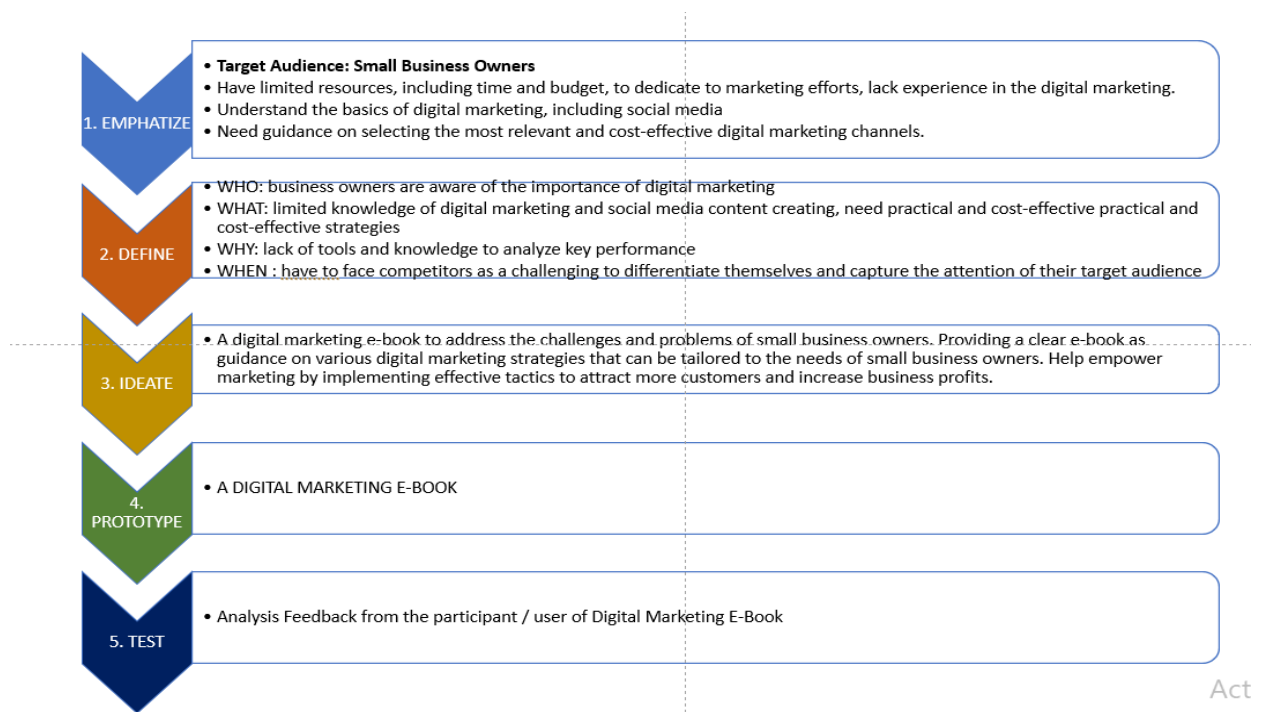 1. EMPHATIZE
• Target Audience: Small Business Owners
• Have limited resources, including time and budget, to dedicate to marketing efforts, lack experience in the digital marketing.
• Understand the basics of digital marketing, including social media
• Need guidance on selecting the most relevant and cost-effective digital marketing channels.
2. DEFINE
• WHO: business owners are aware of the importance of digital marketing
• WHAT: limited knowledge of digital marketing and social media content creating, need practical and cost-effective practical and
cost-effective strategies
• WHY: lack of tools and knowledge to analyze key performance
• WHEN : have to face competitors as a challenging to differentiate themselves and capture the attention of their target audience
3. IDEATE
• A digital marketing e-book to address the challenges and problems of small business owners. Providing a clear e-book as
guidance on various digital marketing strategies that can be tailored to the needs of small business owners. Help empower
marketing by implementing effective tactics to attract more customers and increase business profits.
4.
PROTOTYPE
• A DIGITAL MARKETING E-BOOK
5. TEST
• Analysis Feedback from the participant / user of Digital Marketing E-Book
Act